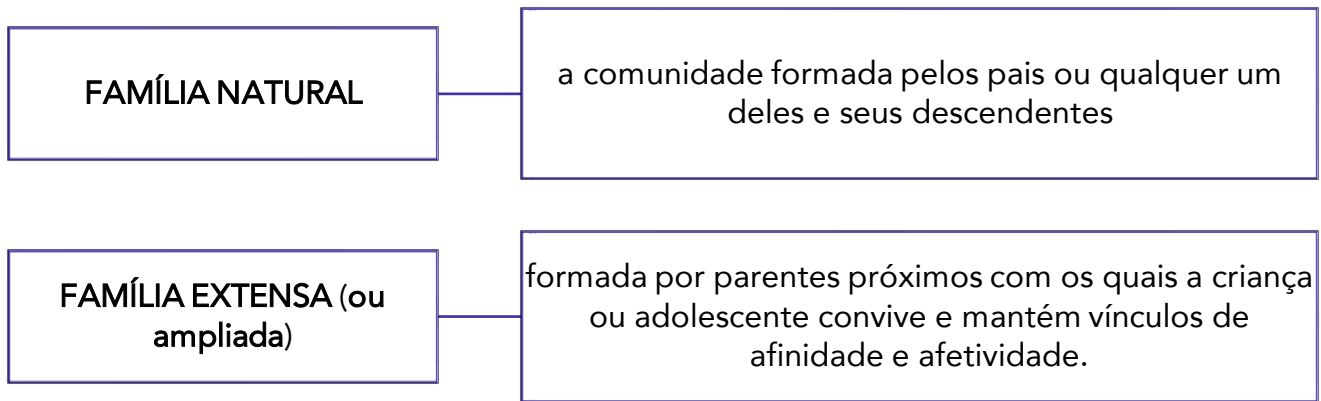 FAMÍLIA NATURAL
a comunidade formada pelos pais ou qualquer um
deles e seus descendentes
FAMÍLIA EXTENSA (ou
ampliada)
formada por parentes próximos com os quais a criança
ou adolescente convive e mantém vínculos de
afinidade e afetividade.